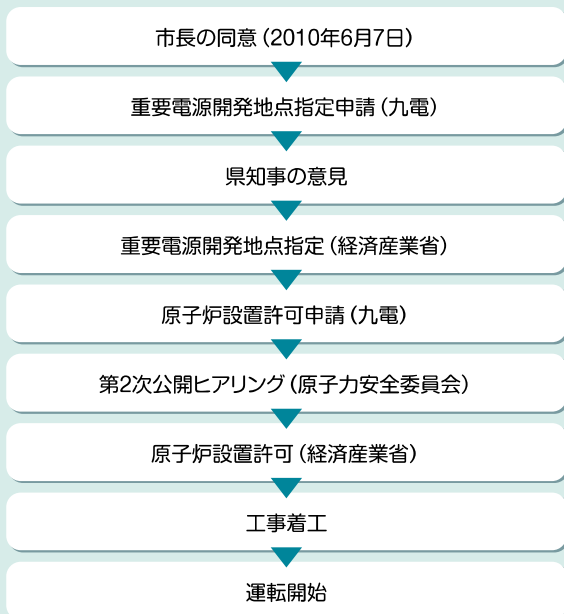 市長の同意（2010年6月7日）
重要電源開発地点指定申請（九電）
県知事の意見
重要電源開発地点指定（経済産業省）
原子炉設置許可申請（九電）
第2次公開ヒアリング（原子力安全委員会）
原子炉設置許可（経済産業省）
工事着工
運転開始